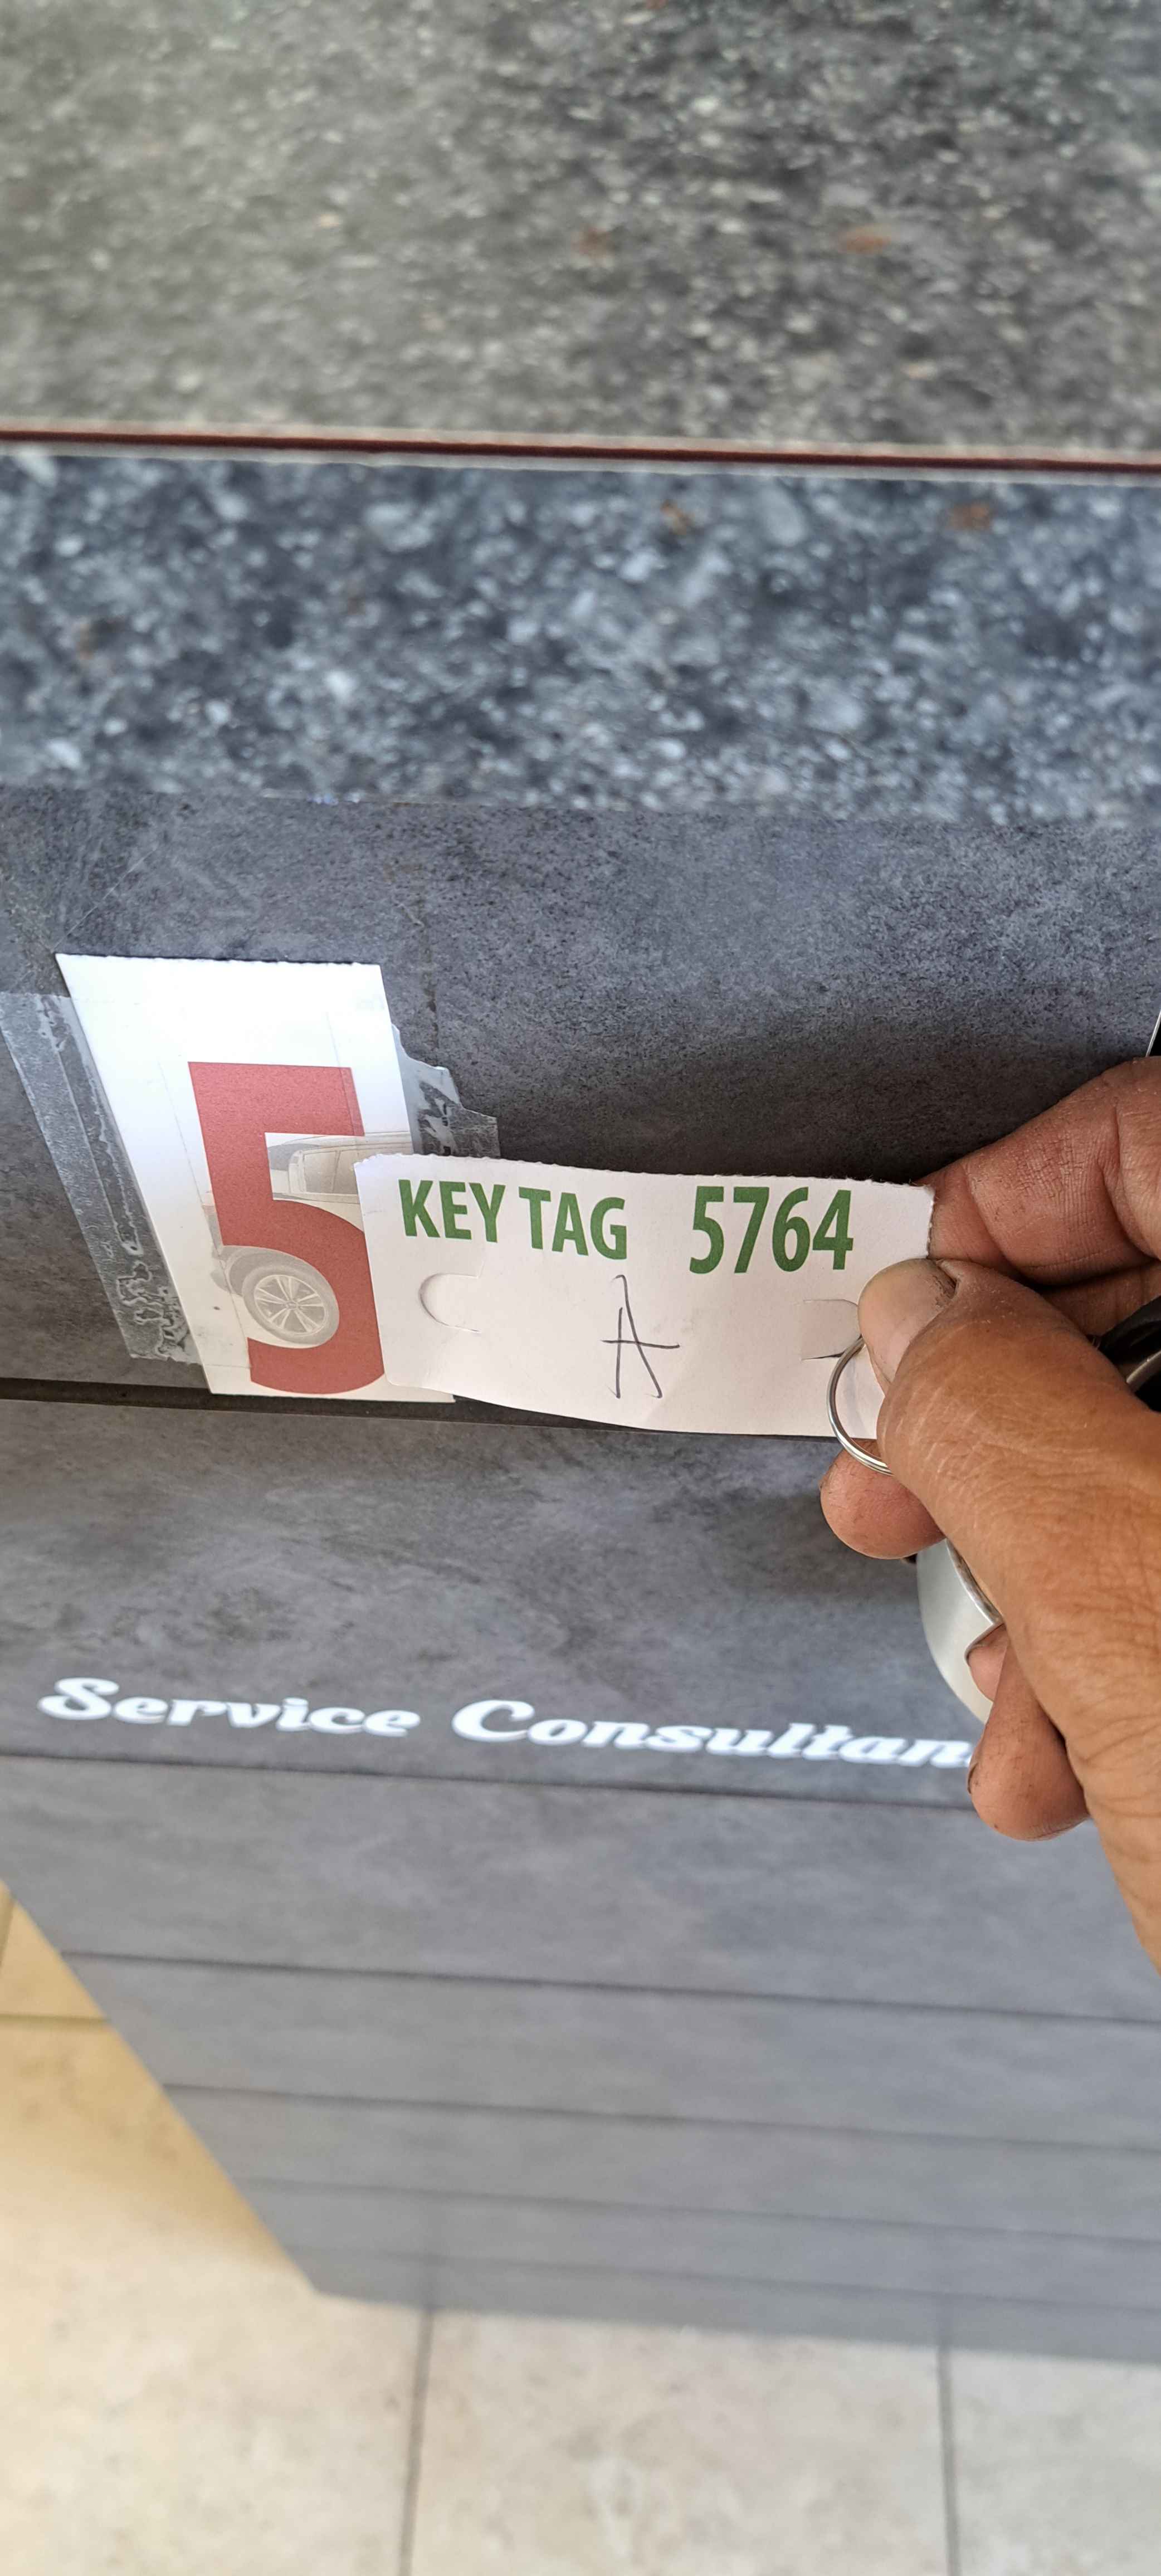 5
KEY TAG 5764
A
Service Consultan